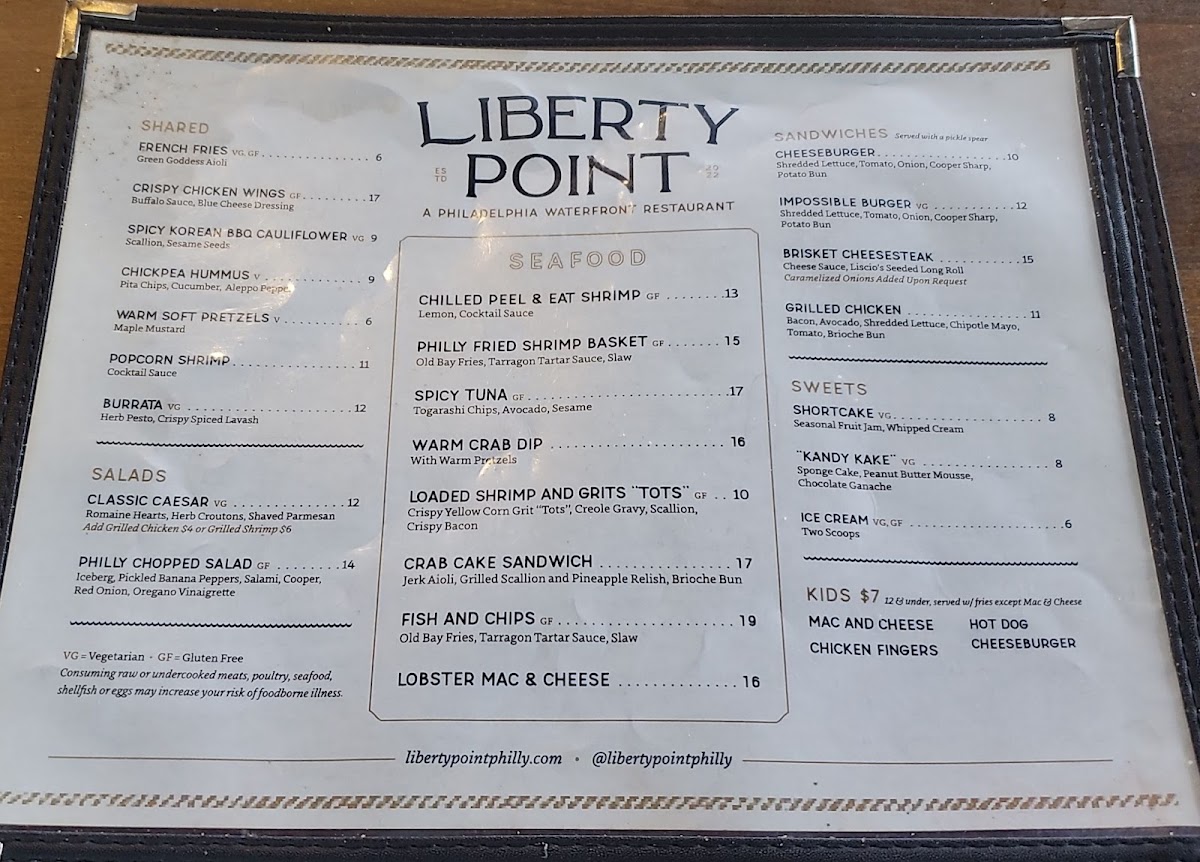 LIBERTY
POINT
ES
TD
20
22
A PHILADELPHIA WATERFRONT RESTAURANT
SHARED
FRENCH FRIES VG, GF 6
Green Goddess Aioli
CRISPY CHICKEN WINGS GF 17
Buffalo Sauce, Blue Cheese Dressing
SPICY KOREAN BBQ CAULIFLOWER VG 9
Scallion, Sesame Seeds
CHICKPEA HUMMUS V 9
Pita Chips, Cucumber, Aleppo Pepper
WARM SOFT PRETZELS V 6
Maple Mustard
POPCORN SHRIMP 11
Cocktail Sauce
BURRATA VG 12
Herb Pesto, Crispy Spiced Lavash
SALADS
CLASSIC CAESAR VG 12
Romaine Hearts, Herb Croutons, Shaved Parmesan
Add Grilled Chicken $4 or Grilled Shrimp $6
PHILLY CHOPPED SALAD GF 14
Iceberg, Pickled Banana Peppers, Salami, Cooper,
Red Onion, Oregano Vinaigrette
VG = Vegetarian · GF = Gluten Free
Consuming raw or undercooked meats, poultry, seafood,
shellfish or eggs may increase your risk of foodborne illness.
SEAFOOD
CHILLED PEEL & EAT SHRIMP GF 13
Lemon, Cocktail Sauce
PHILLY FRIED SHRIMP BASKET GF 15
Old Bay Fries, Tarragon Tartar Sauce, Slaw
SPICY TUNA GF 17
Togarashi Chips, Avocado, Sesame
WARM CRAB DIP 16
With Warm Pretzels
LOADED SHRIMP AND GRITS "TOTS" GF 10
Crispy Yellow Corn Grit "Tots", Creole Gravy, Scallion,
Crispy Bacon
CRAB CAKE SANDWICH 17
Jerk Aioli, Grilled Scallion and Pineapple Relish, Brioche Bun
FISH AND CHIPS GF 19
Old Bay Fries, Tarragon Tartar Sauce, Slaw
LOBSTER MAC & CHEESE 16
SANDWICHES Served with a pickle spear
CHEESEBURGER 10
Shredded Lettuce, Tomato, Onion, Cooper Sharp,
Potato Bun
IMPOSSIBLE BURGER VG 12
Shredded Lettuce, Tomato, Onion, Cooper Sharp,
Potato Bun
BRISKET CHEESESTEAK 15
Cheese Sauce, Liscio's Seeded Long Roll
Caramelized Onions Added Upon Request
GRILLED CHICKEN 11
Bacon, Avocado, Shredded Lettuce, Chipotle Mayo,
Tomato, Brioche Bun
SWEETS
SHORTCAKE VG 8
Seasonal Fruit Jam, Whipped Cream
"KANDY KAKE" VG 8
Sponge Cake, Peanut Butter Mousse,
Chocolate Ganache
ICE CREAM VG, GF 6
Two Scoops
KIDS $7 12 & under, served w/ fries except Mac & Cheese
MAC AND CHEESE HOT DOG
CHICKEN FINGERS CHEESEBURGER
libertypointphilly.com • @libertypointphilly